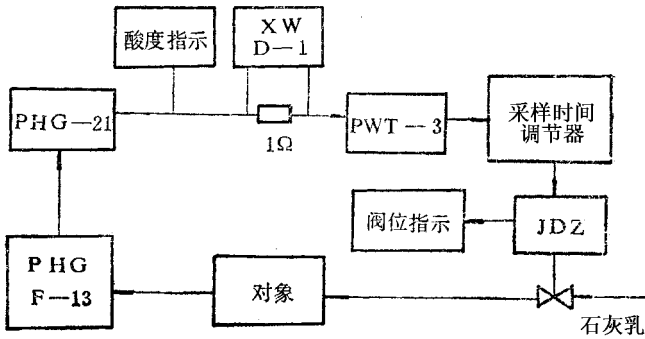 酸度指示
XW
D—1
PHG—21
1Ω
PWT—3
采样时间
调节器
阀位指示
JDZ
PHG
F—13
对象
石灰乳